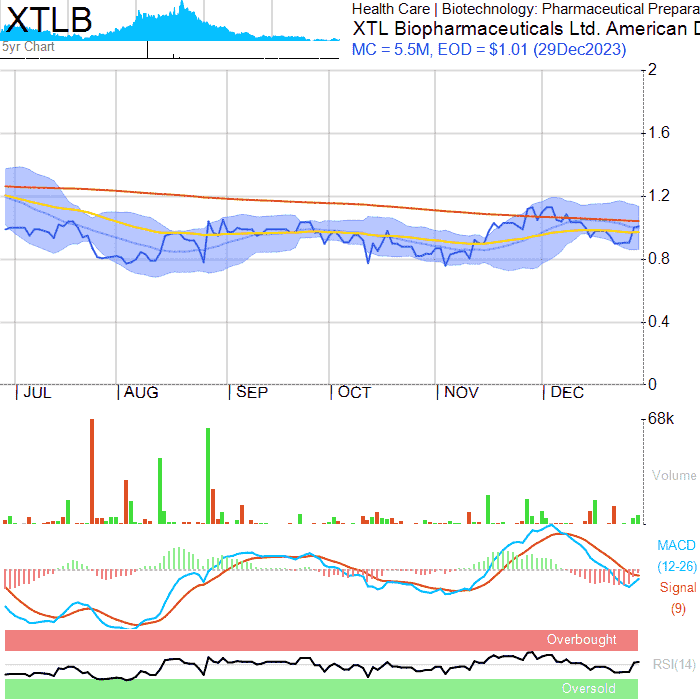 XTLB
5yr Chart
Health Care | Biotechnology: Pharmaceutical Prepara
XTL Biopharmaceuticals Ltd. American D
MC = 5.5M, EOD = $1.01 (29Dec2023)
2
1.6
1.2
0.8
0.4
0
JUL AUG SEP OCT NOV DEC
68k
Volume
MACD
(12-26)
Signal
(9)
Overbought
RSI(14)
Oversold